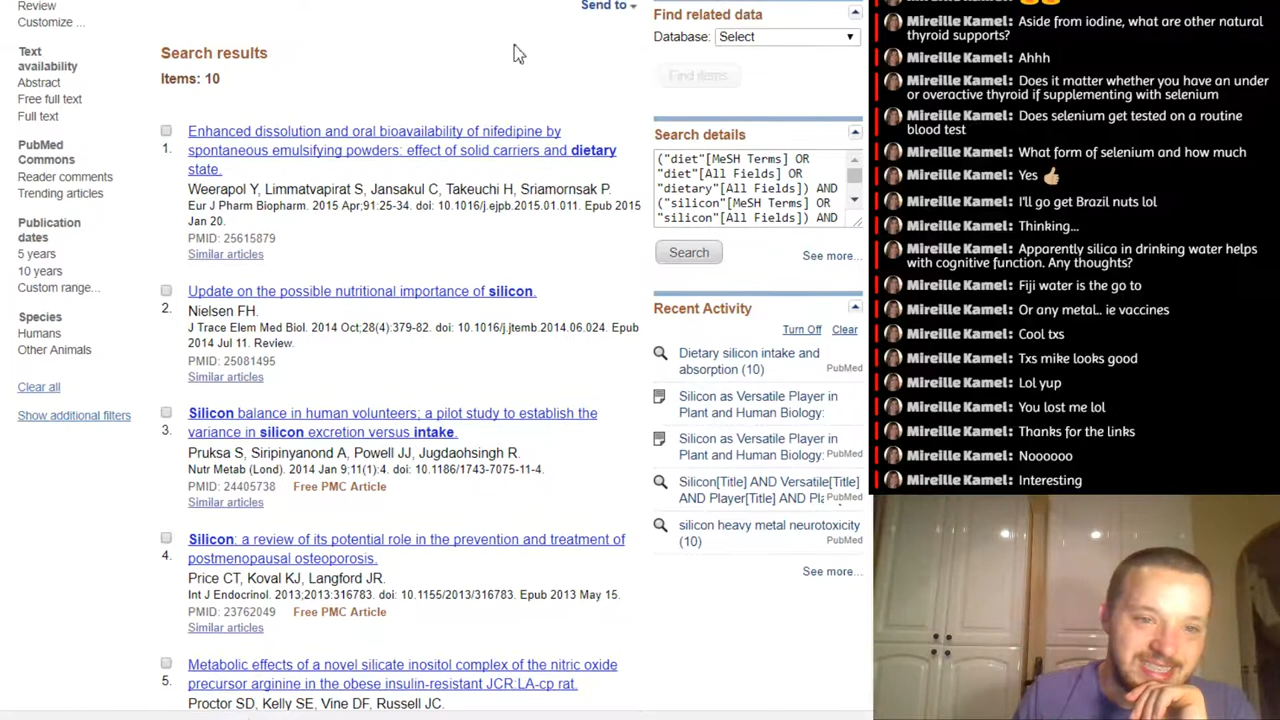 Review
Customize ...
Text
availability
Abstract
Free full text
Full text
PubMed
Commons
Reader comments
Trending articles
Publication
dates
5 years
10 years
Custom range...
Species
Humans
Other Animals
Clear all
Show additional filters
Send to
Search results
Items: 10
1.
Enhanced dissolution and oral bioavailability of nifedipine by
spontaneous emulsifying powders: effect of solid carriers and dietary
state.
Weerapol Y, Limmatvapirat S, Jansakul C, Takeuchi H, Sriamornsak P.
Eur J Pharm Biopharm. 2015 Apr;91:25-34. doi: 10.1016/j.ejpb.2015.01.011. Epub 2015
Jan 20.
PMID: 25615879
Similar articles
2.
Update on the possible nutritional importance of silicon.
Nielsen FH.
J Trace Elem Med Biol. 2014 Oct;28(4):379-82. doi: 10.1016/j.jtemb.2014.06.024. Epub
2014 Jul 11. Review.
PMID: 25081495
Similar articles
3.
Silicon balance in human volunteers; a pilot study to establish the
variance in silicon excretion versus intake.
Pruksa S, Siripinyanond A, Powell JJ, Jugdaohsingh R.
Nutr Metab (Lond). 2014 Jan 9;11(1):4. doi: 10.1186/1743-7075-11-4.
PMID: 24405738 Free PMC Article
Similar articles
4.
Silicon: a review of its potential role in the prevention and treatment of
postmenopausal osteoporosis.
Price CT, Koval KJ, Langford JR.
Int J Endocrinol. 2013;2013:316783. doi: 10.1155/2013/316783. Epub 2013 May 15.
PMID: 23762049 Free PMC Article
Similar articles
5.
Metabolic effects of a novel silicate inositol complex of the nitric oxide
precursor arginine in the obese insulin-resistant JCR:LA-cp rat.
Proctor SD, Kelly SE, Vine DF, Russell JC.
Find related data
Database: Select
Find items
Search details
("diet"[MeSH Terms] OR
"diet"[All Fields] OR
"dietary"[All Fields]) AND
("silicon"[MeSH Terms] OR
"silicon"[All Fields]) AND
Search
See more...
Recent Activity
Turn Off Clear
Dietary silicon intake and
absorption (10) PubMed
Silicon as Versatile Player in
Plant and Human Biology: PubMed
Silicon as Versatile Player in
Plant and Human Biology: PubMed
Silicon[Title] AND Versatile[Title]
AND Player[Title] AND Pl PubMed
silicon heavy metal neurotoxicity
(10) PubMed
See more...
Mireille Kamel: Aside from iodine, what are other natural
thyroid supports?
Mireille Kamel: Ahhh
Mireille Kamel: Does it matter whether you have an under
or overactive thyroid if supplementing with selenium
Mireille Kamel: Does selenium get tested on a routine
blood test
Mireille Kamel: What form of selenium and how much
Mireille Kamel: Yes 👍🏼
Mireille Kamel: I'll go get Brazil nuts lol
Mireille Kamel: Thinking...
Mireille Kamel: Apparently silica in drinking water helps
with cognitive function. Any thoughts?
Mireille Kamel: Fiji water is the go to
Mireille Kamel: Or any metal.. ie vaccines
Mireille Kamel: Cool txs
Mireille Kamel: Txs mike looks good
Mireille Kamel: Lol yup
Mireille Kamel: You lost me lol
Mireille Kamel: Thanks for the links
Mireille Kamel: Noooooo
Mireille Kamel: Interesting